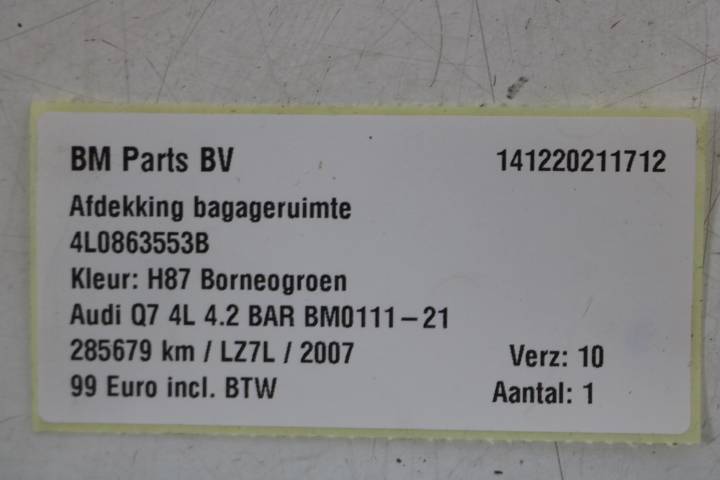 BM Parts BV 141220211712
Afdekking bagageruimte
4L0863553B
Kleur: H87 Borneogroen
Audi Q7 4L 4.2 BAR BM0111-21
285679 km / LZ7L / 2007 Verz: 10
99 Euro incl. BTW Aantal: 1